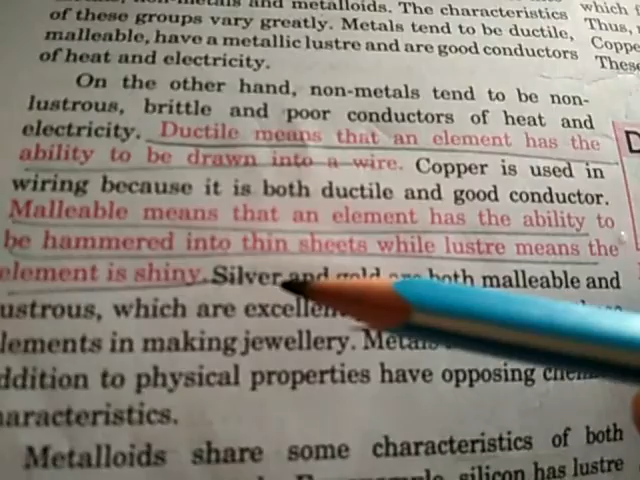 non-metals and metalloids. The characteristics
of these groups vary greatly. Metals tend to be ductile,
malleable, have a metallic lustre and are good conductors
of heat and electricity.
On the other hand, non-metals tend to be non-
lustrous, brittle and poor conductors of heat and
electricity. Ductile means that an element has the
ability to be drawn into a wire. Copper is used in
wiring because it is both ductile and good conductor.
Malleable means that an element has the ability to
be hammered into thin sheets while lustre means the
element is shiny. Silver and gold are both malleable and
ustrous, which are excellen
lements in making jewellery. Metals
ddition to physical properties have opposing
aracteristics.
Metalloids share some characteristics of both
silicon has lustre
which
Thus,
Coppe
These
D